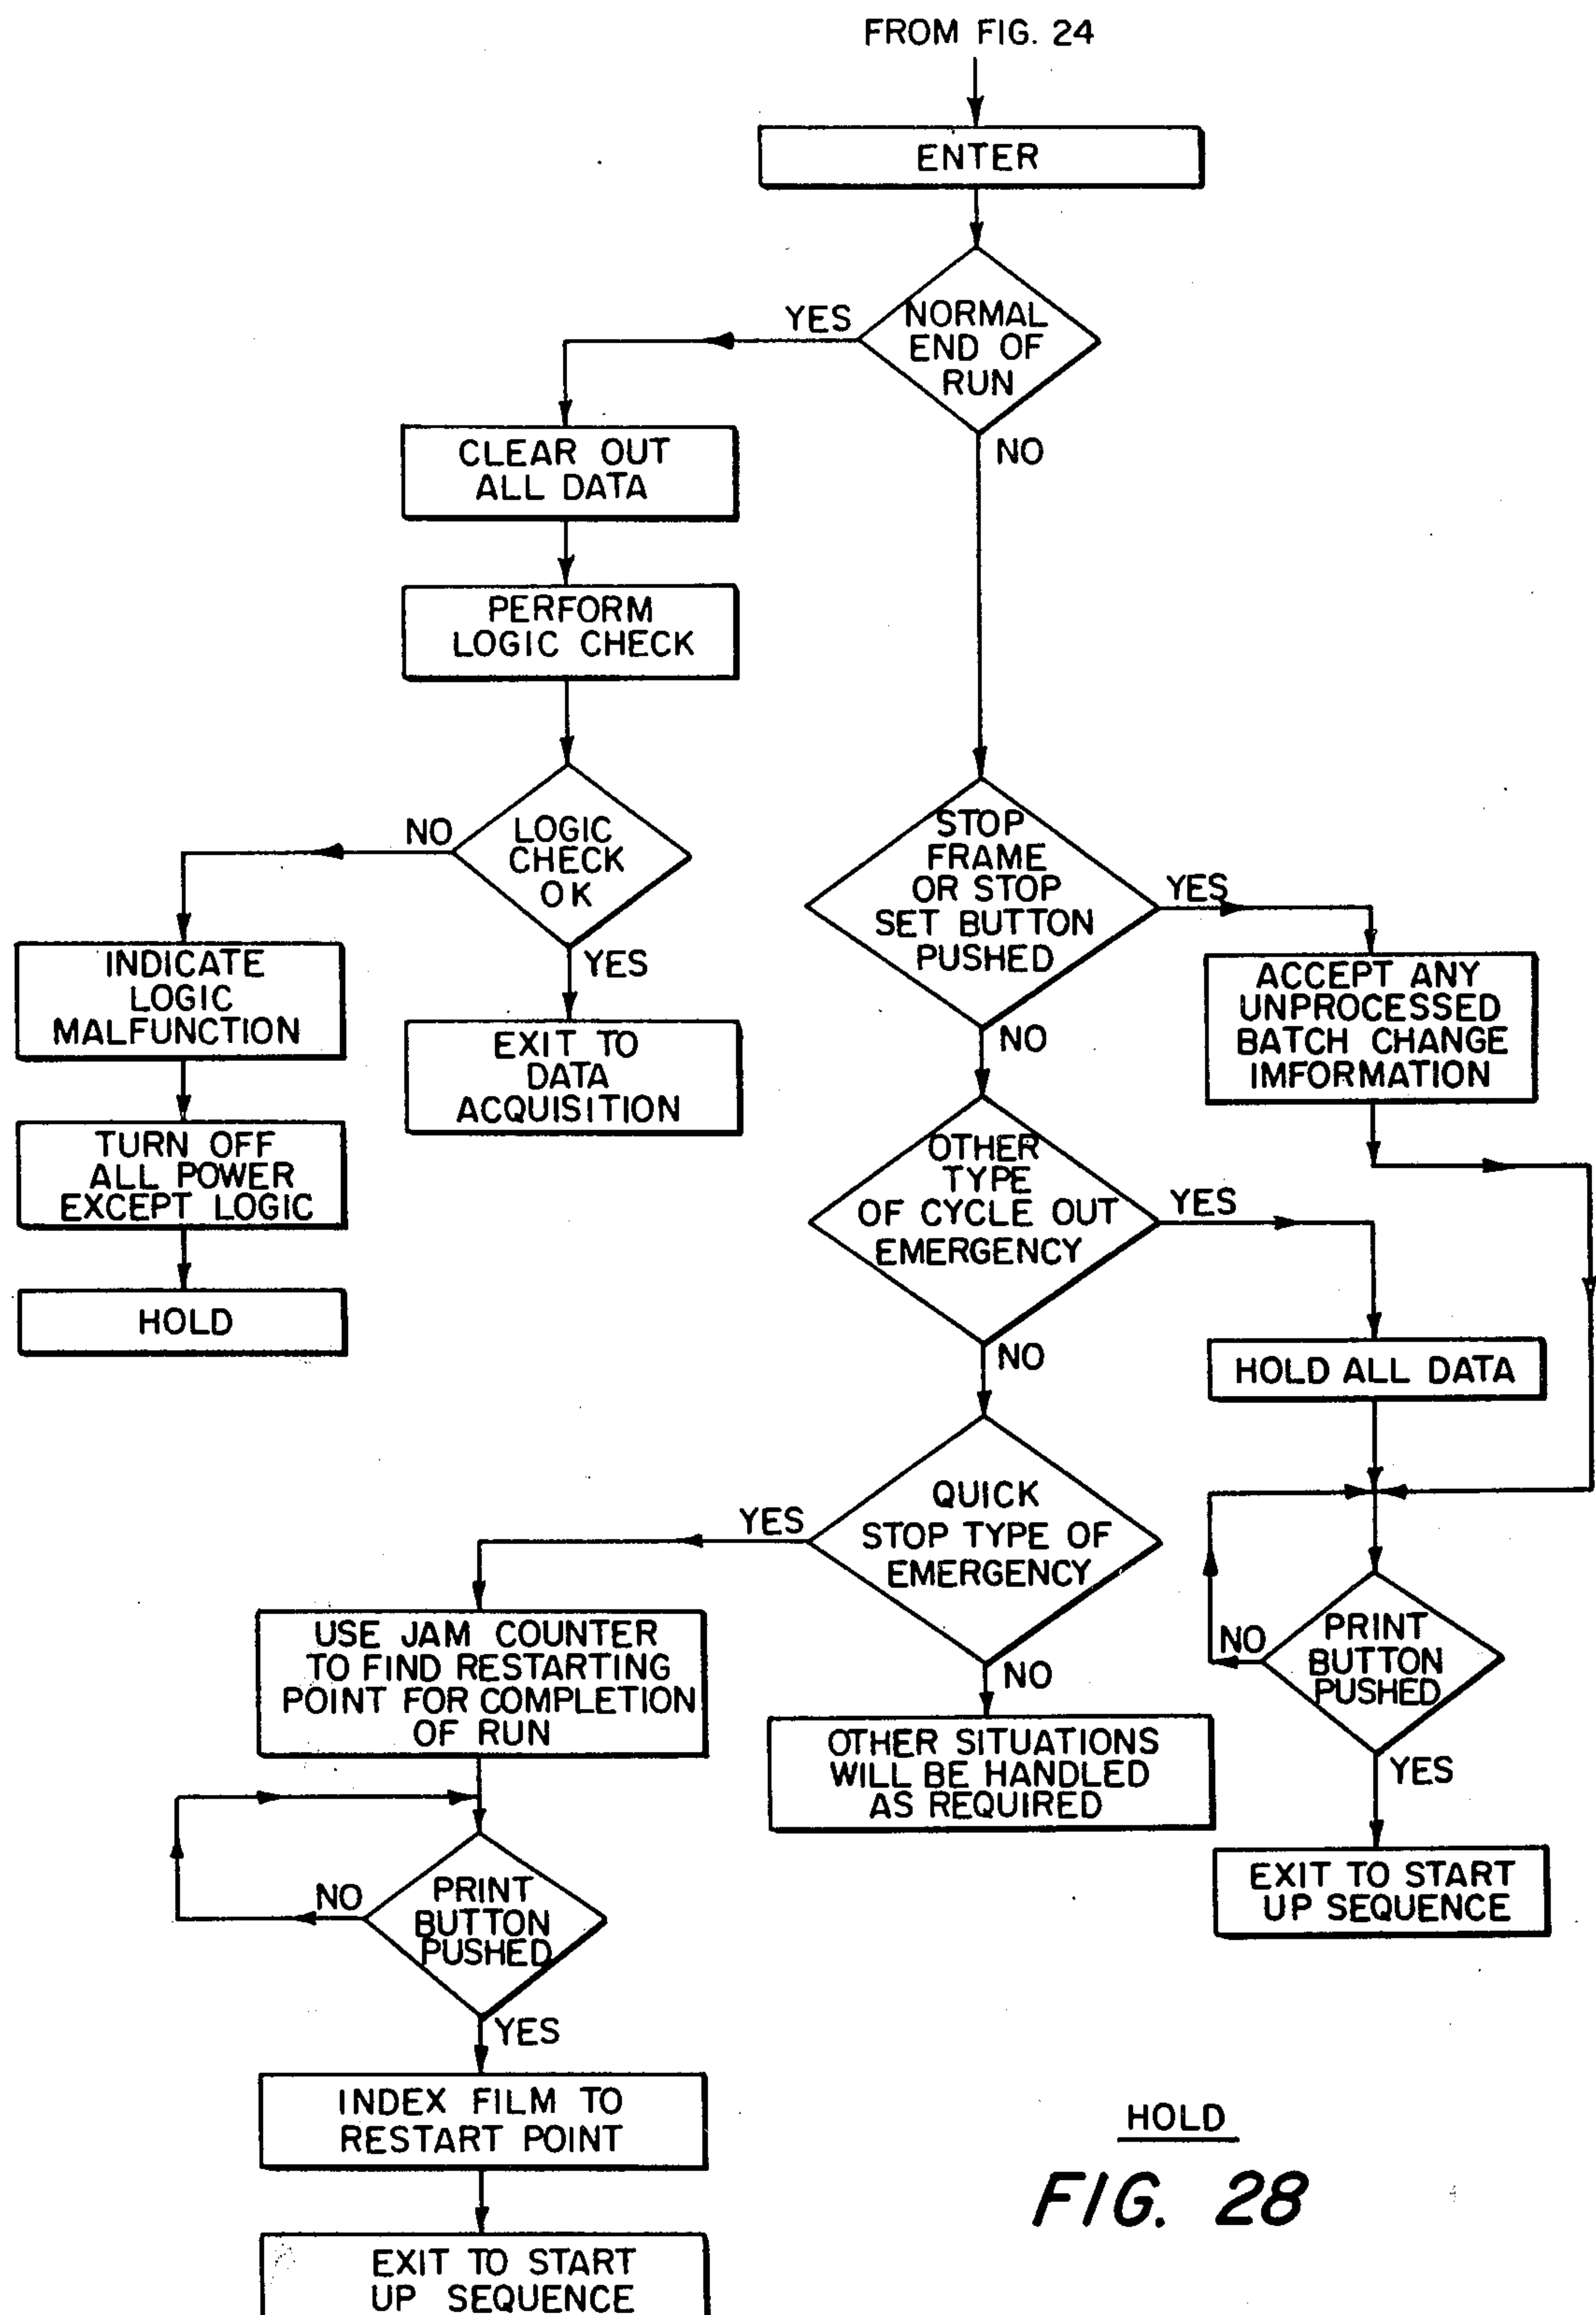 FROM FIG. 24
ENTER
NORMAL
END OF
RUN
YES
NO
CLEAR OUT
ALL DATA
PERFORM
LOGIC CHECK
LOGIC
CHECK
OK
NO
YES
INDICATE
LOGIC
MALFUNCTION
TURN OFF
ALL POWER
EXCEPT LOGIC
HOLD
EXIT TO
DATA
ACQUISITION
STOP
FRAME
OR STOP
SET BUTTON
PUSHED
YES
NO
ACCEPT ANY
UNPROCESSED
BATCH CHANGE
IMFORMATION
OTHER
TYPE
OF CYCLE OUT
EMERGENCY
YES
NO
HOLD ALL DATA
QUICK
STOP TYPE OF
EMERGENCY
YES
NO
PRINT
BUTTON
PUSHED
NO
YES
EXIT TO START
UP SEQUENCE
OTHER SITUATIONS
WILL BE HANDLED
AS REQUIRED
USE JAM COUNTER
TO FIND RESTARTING
POINT FOR COMPLETION
OF RUN
PRINT
BUTTON
PUSHED
NO
YES
INDEX FILM TO
RESTART POINT
EXIT TO START
UP SEQUENCE
HOLD
FIG. 28